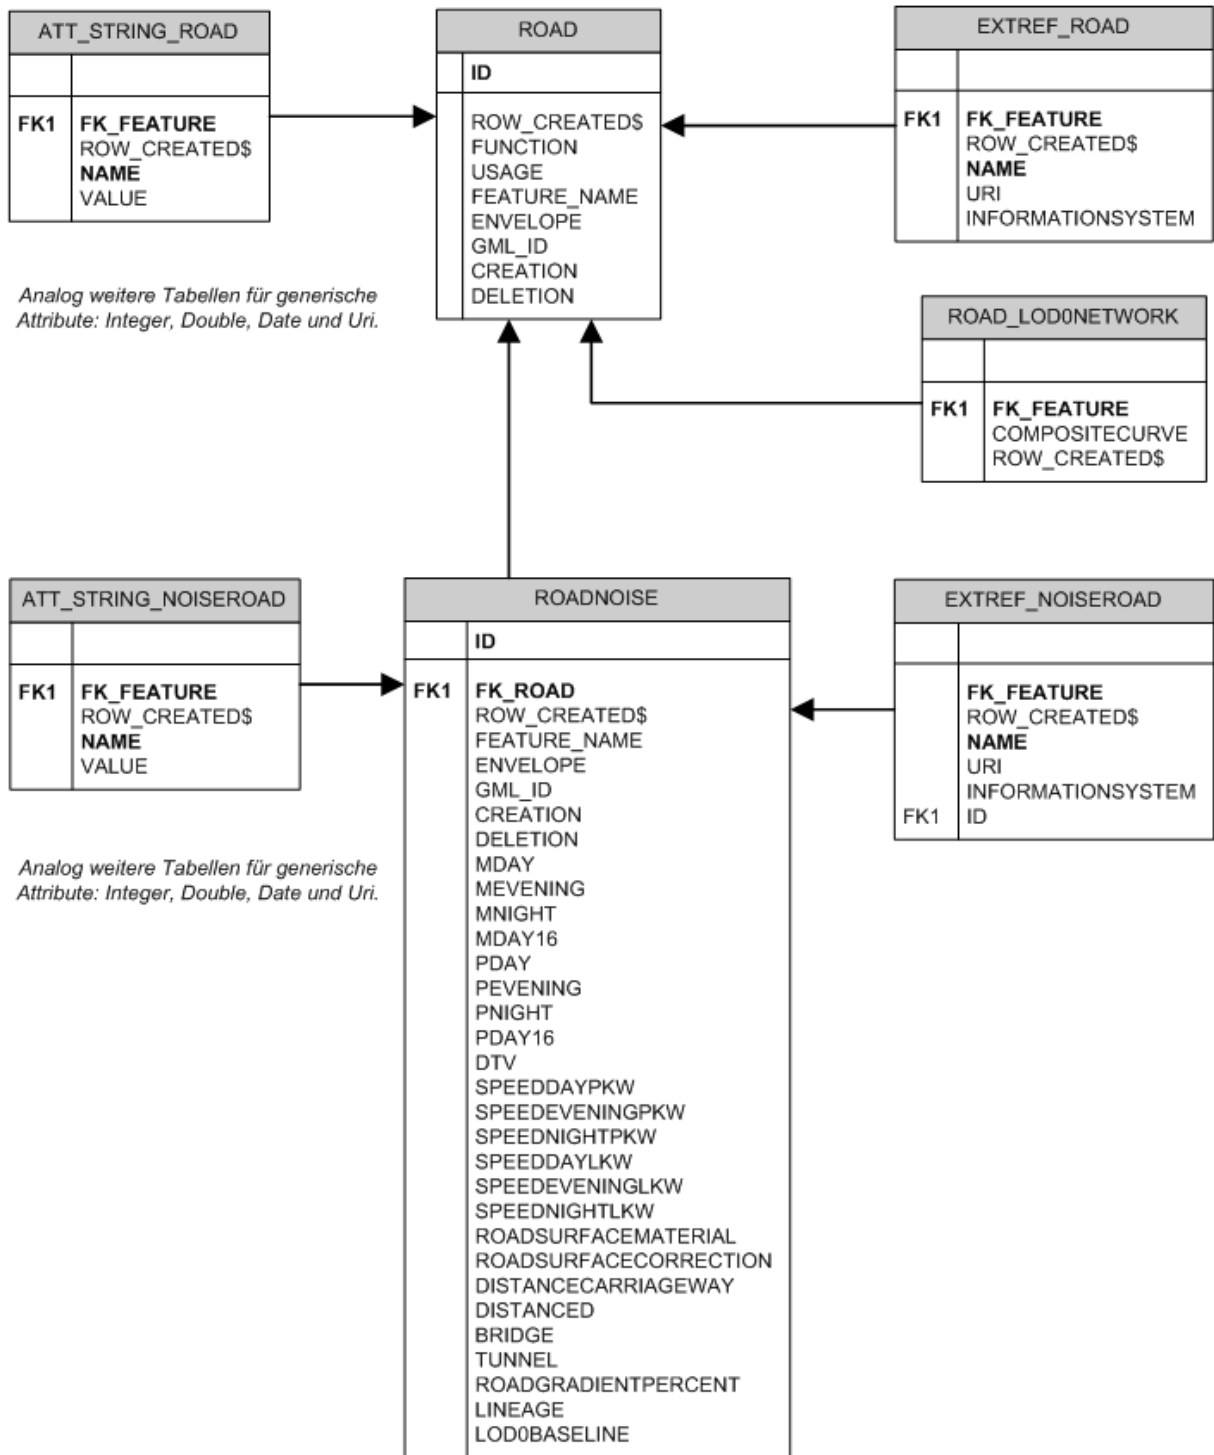 ATT_STRING_ROAD
FK1 FK_FEATURE
ROW_CREATED$
NAME
VALUE
Analog weitere Tabellen für generische
Attribute: Integer, Double, Date und Uri.
ROAD
ID
ROW_CREATED$
FUNCTION
USAGE
FEATURE_NAME
ENVELOPE
GML_ID
CREATION
DELETION
EXTREF_ROAD
FK1 FK_FEATURE
ROW_CREATED$
NAME
URI
INFORMATIONSYSTEM
ROAD_LOD0NETWORK
FK1 FK_FEATURE
COMPOSITECURVE
ROW_CREATED$
ATT_STRING_NOISEROAD
FK1 FK_FEATURE
ROW_CREATED$
NAME
VALUE
Analog weitere Tabellen für generische
Attribute: Integer, Double, Date und Uri.
ROADNOISE
ID
FK1 FK_ROAD
ROW_CREATED$
FEATURE_NAME
ENVELOPE
GML_ID
CREATION
DELETION
MDAY
MEVENING
MNIGHT
MDAY16
PDAY
PEVENING
PNIGHT
PDAY16
DTV
SPEEDDAYPKW
SPEEDEVENINGPKW
SPEEDNIGHTPKW
SPEEDDAYLKW
SPEEDEVENINGLKW
SPEEDNIGHTLKW
ROADSURFACEMATERIAL
ROADSURFACECORRECTION
DISTANCECARRIAGEWAY
DISTANCED
BRIDGE
TUNNEL
ROADGRADIENTPERCENT
LINEAGE
LOD0BASELINE
EXTREF_NOISEROAD
FK_FEATURE
ROW_CREATED$
NAME
URI
INFORMATIONSYSTEM
FK1 ID